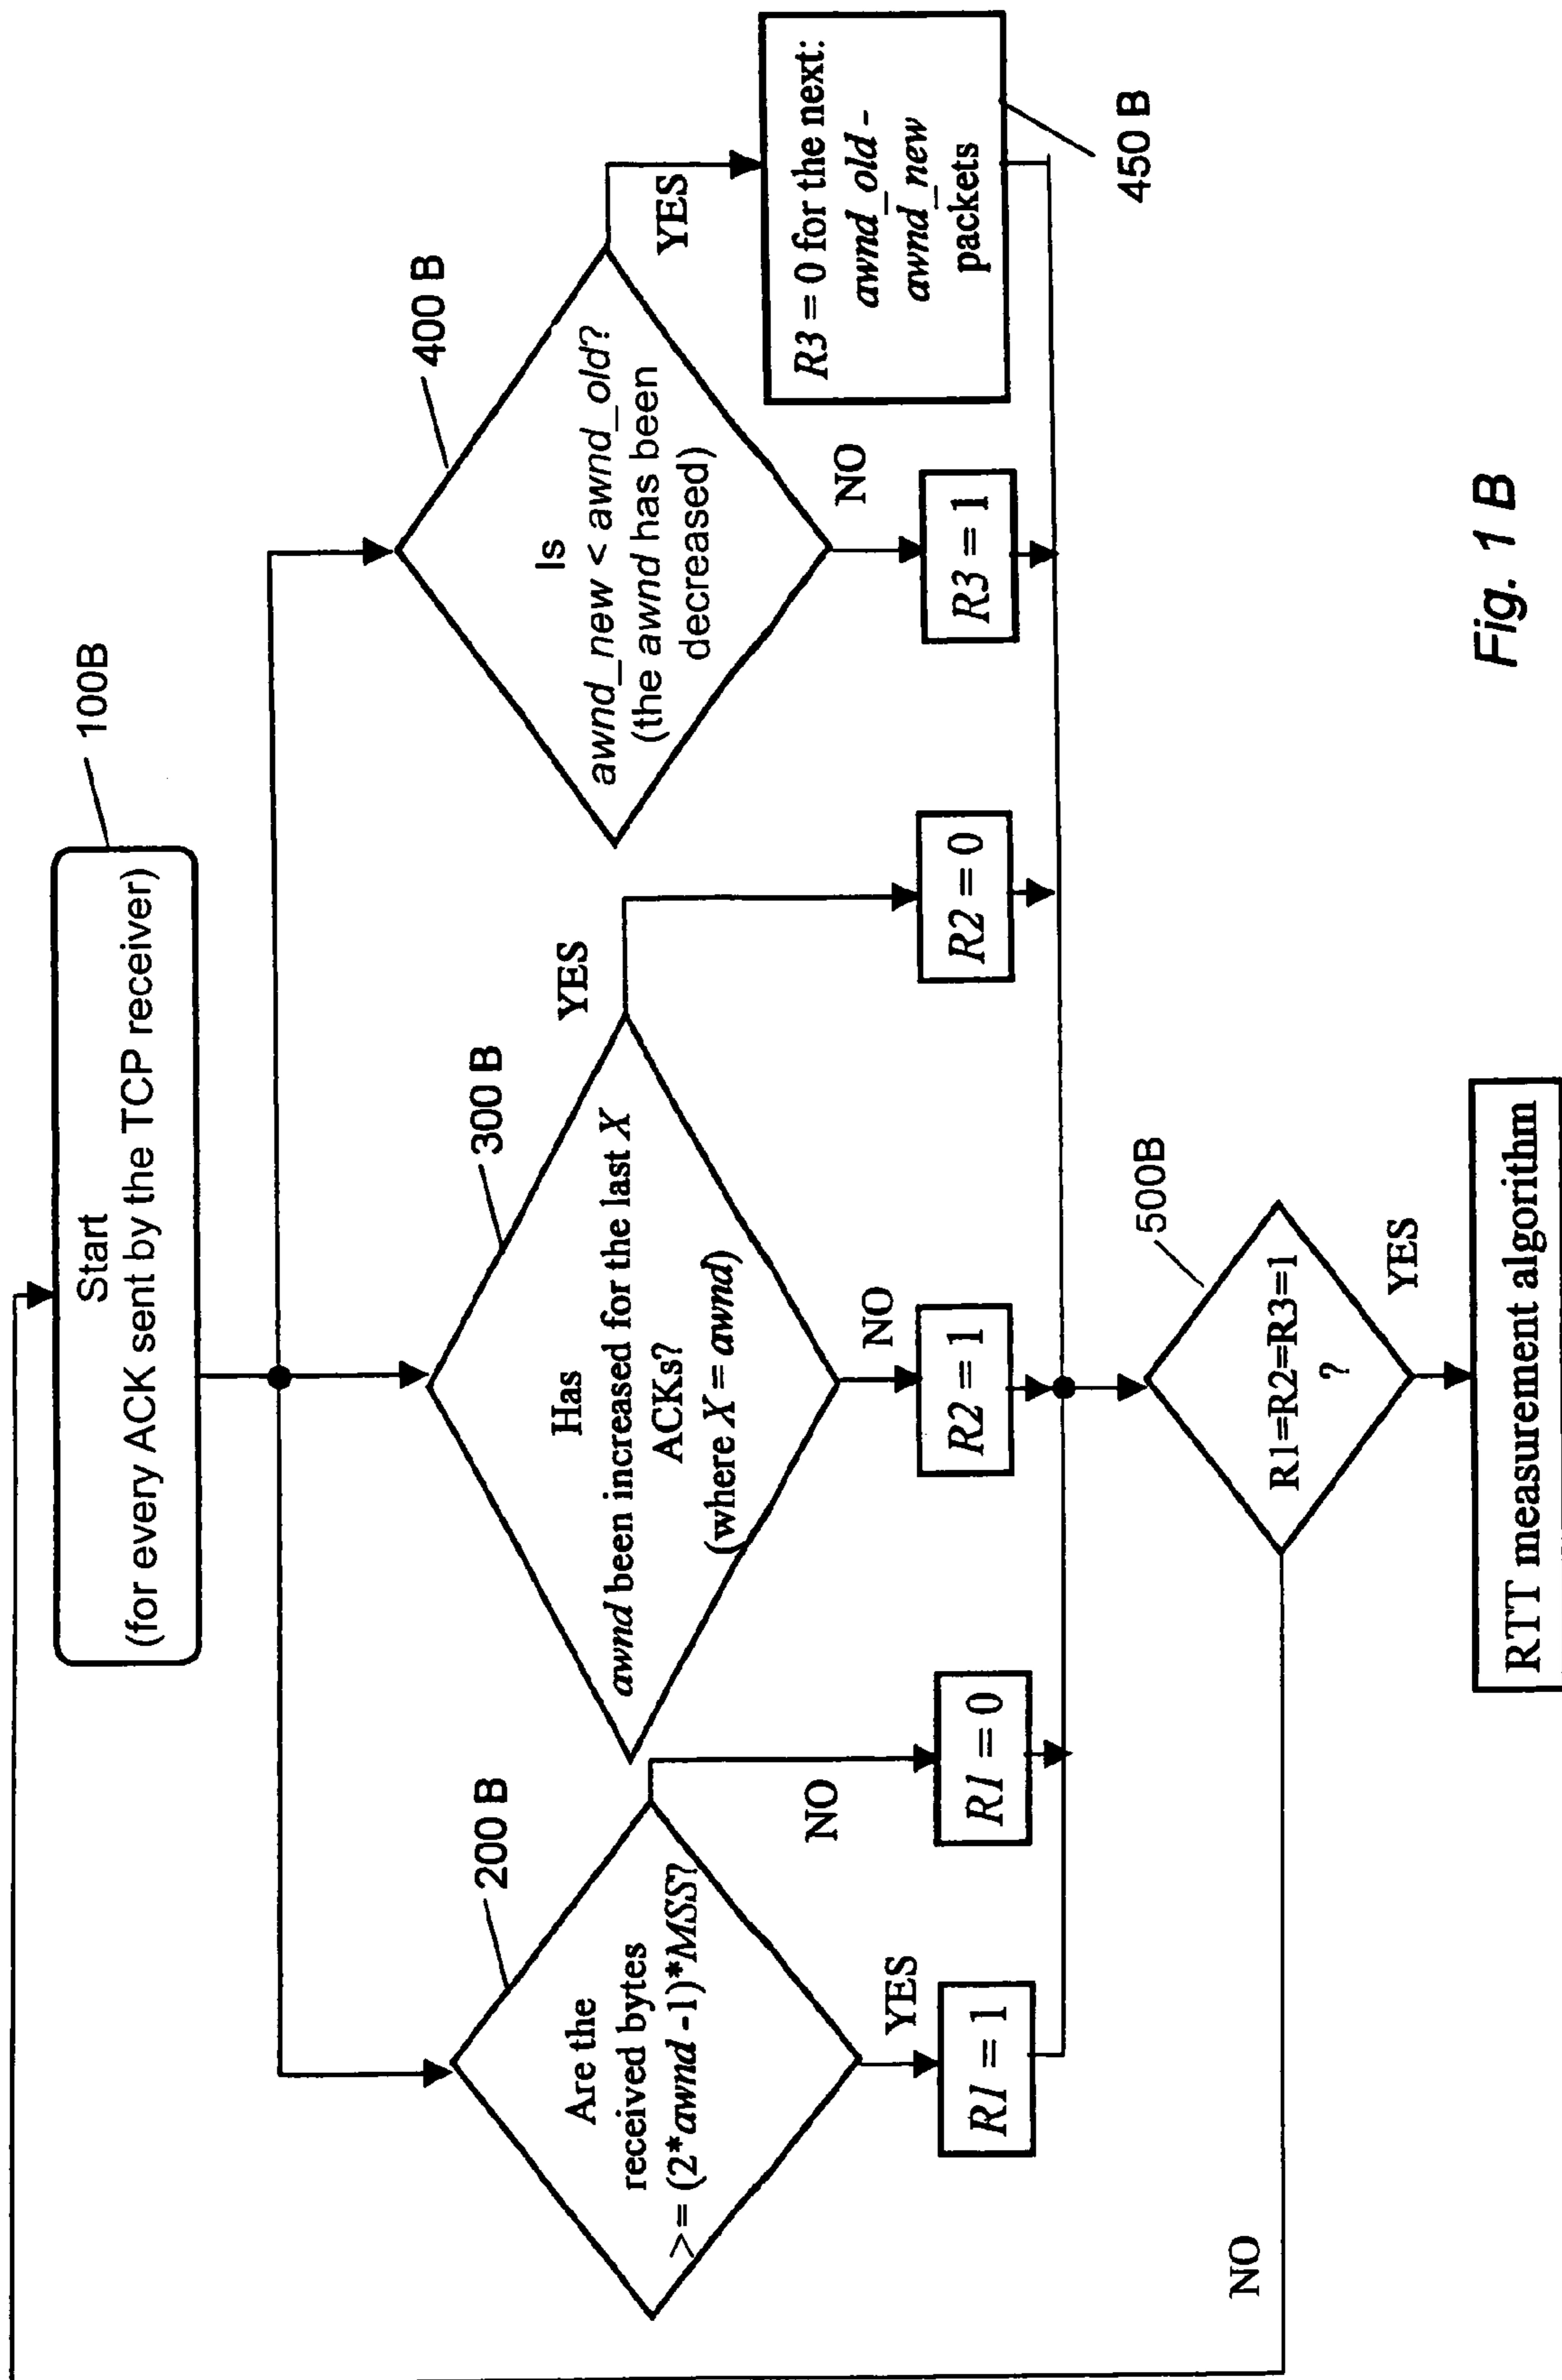 Start
(for every ACK sent by the TCP receiver)
100B
Are the
received bytes
>= (2*awnd -1)*MSS?
200 B
YES
NO
R1 = 1
R1 = 0
Has
awnd been increased for the last X
ACKs?
(where X = awnd)
300 B
NO
YES
R2 = 1
R2 = 0
Is
awnd_new < awnd_old?
(the awnd has been
decreased)
400 B
NO
YES
R3 = 1
R3 = 0 for the next:
awnd_old -
awnd_new
packets
450 B
R1=R2=R3=1
?
500B
NO
YES
RTT measurement algorithm
Fig. 1 B